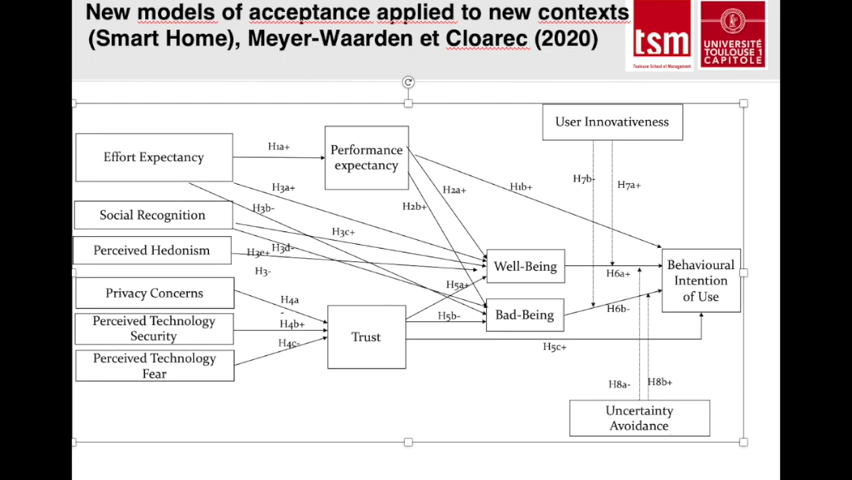 New models of acceptance applied to new contexts
(Smart Home), Meyer-Waarden et Cloarec (2020)
tsm
Toulouse School of Management
UNIVERSITÉ
TOULOUSE 1
CAPITOLE
User Innovativeness
Effort Expectancy
H1a+
Performance
expectancy
H7b-
H7a+
H3a+
H2a+
H1b+
H3b-
H2b+
Social Recognition
H3c+
Perceived Hedonism
H3e+
H3d-
H3-
Well-Being
H6a+
Behavioural
Intention
of Use
Privacy Concerns
H4a
-
H5a+
Bad-Being
H6b-
Perceived Technology
Security
H4b+
Trust
H5b-
Perceived Technology
Fear
H4c-
H5c+
H8a-
H8b+
Uncertainty
Avoidance